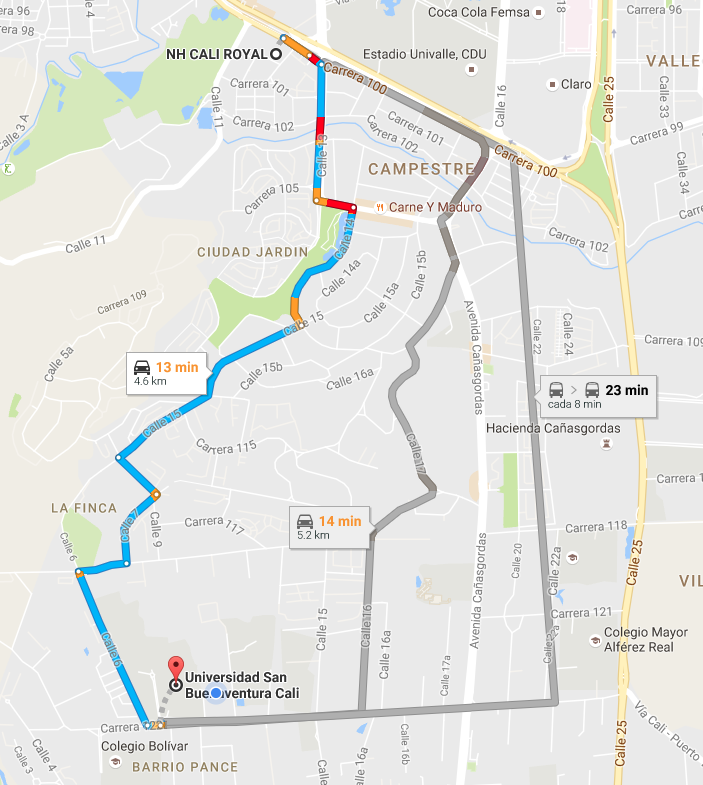 Carrera 96
Carrera 96
Carrera 98
Coca Cola Femsa
NH CALI ROYAL
Estadio Univalle, CDU
VALLE
Carrera 100
Claro
Calle 16
Calle 25
Calle 33
Calle 3 A
Carrera 101
Calle 11
Carrera 102
Carrera 101
Carrera 102
Carrera 99
Calle 13
Carrera 100
Calle 34
CAMPESTRE
Carrera 105
Carne Y Maduro
Calle 11
Calle 14
Carrera 102
CIUDAD JARDIN
Calle 14a
Calle 15b
Carrera 109
Calle 15a
Calle 15
Avenida Cañasgordas
Calle 22
Calle 24
Carrera 109
Calle 5a
13 min
4.6 km
Calle 15b
Calle 16a
23 min
cada 8 min
Calle 15
Hacienda Cañasgordas
Carrera 115
Calle 17
Carrera 11
LA FINCA
Calle 7
Calle 9
Carrera 117
14 min
5.2 km
Carrera 118
Calle 6
Avenida Cañasgordas
Calle 20
Calle 22a
Calle 25
VIL
Calle 15
Calle 16
Calle 16a
Carrera 121
Colegio Mayor
Alférez Real
Calle 6
Universidad San
Buenaventura Cali
Calle 17a
Vía Cali - Puerto
Carrera
Colegio Bolívar
Calle 4
Calle 3
BARRIO PANCE
Calle 16a
Calle 16b
Calle 25